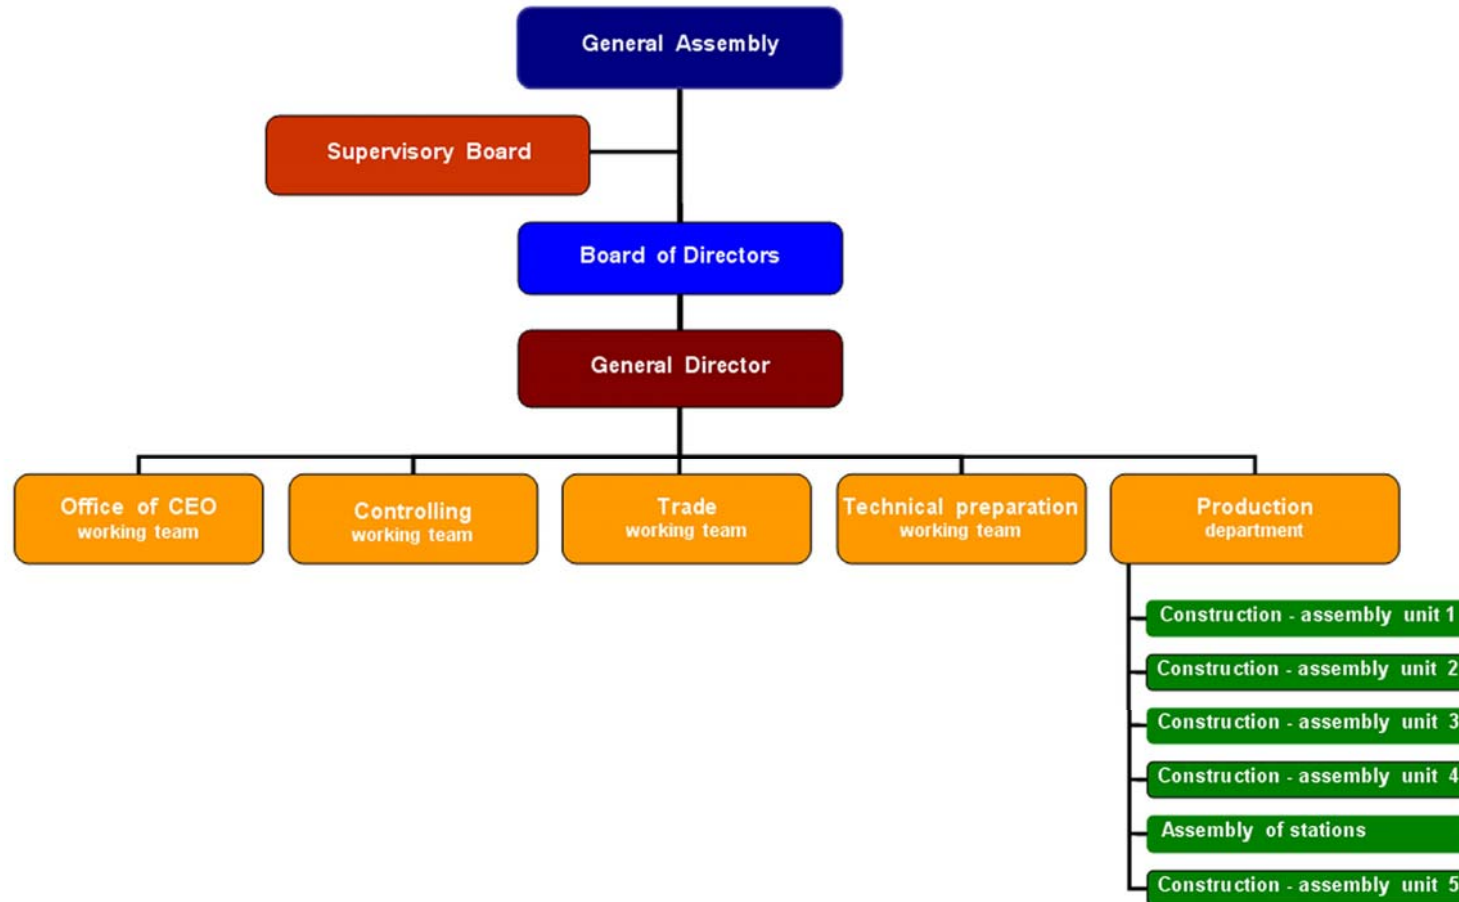 General Assembly
Supervisory Board
Board of Directors
General Director
Office of CEO
working team
Controlling
working team
Trade
working team
Technical preparation
working team
Production
department
Construction - assembly unit 1
Construction - assembly unit 2
Construction - assembly unit 3
Construction - assembly unit 4
Assembly of stations
Construction - assembly unit 5